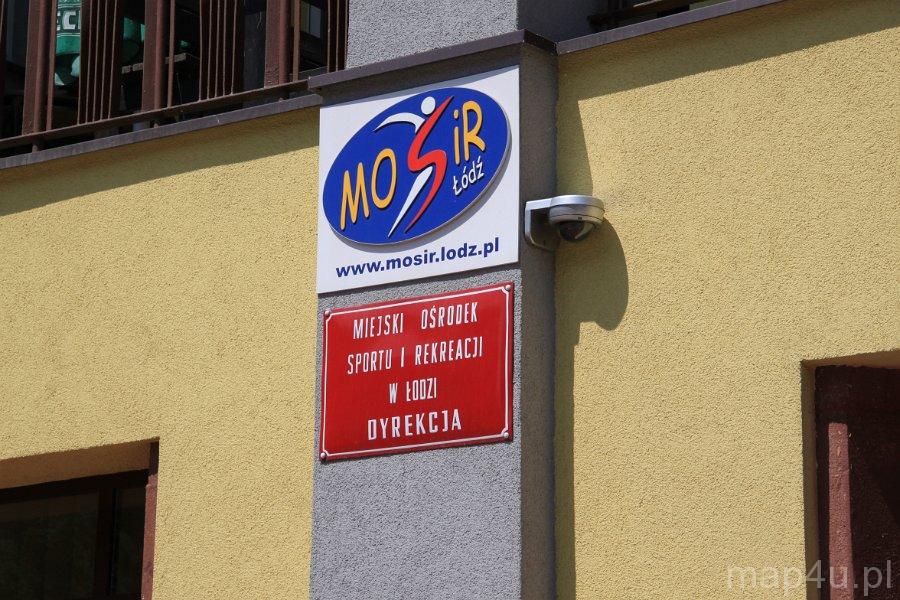 MOSiR
Łódź
www.mosir.lodz.pl
MIEJSKI OŚRODEK
SPORTU I REKREACJI
W ŁODZI
DYREKCJA
map4u.pl